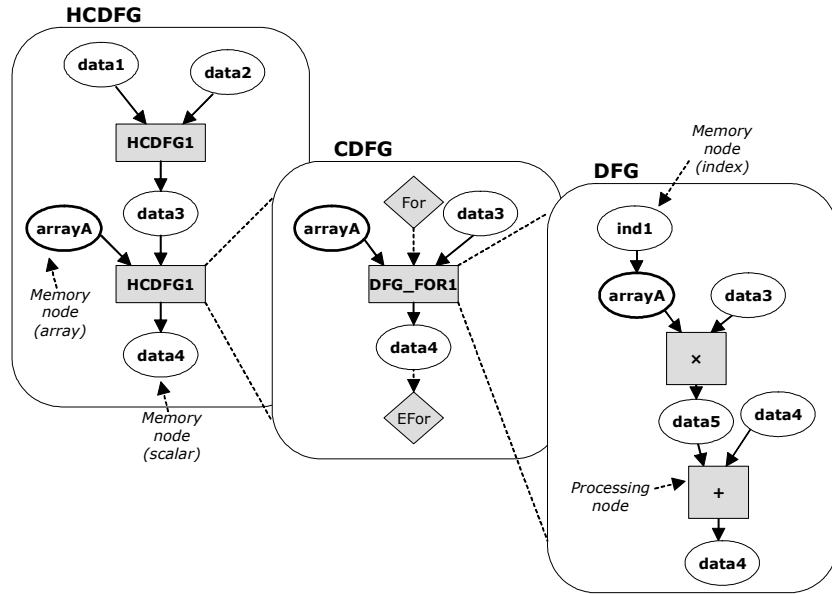 HCDFG
data1
data2
HCDFG1
data3
arrayA
HCDFG1
Memory
node
(array)
data4
Memory
node
(scalar)
CDFG
For
arrayA
data3
DFG_FOR1
data4
EFor
DFG
Memory
node
(index)
ind1
arrayA
data3
×
data5
data4
Processing
node
+
data4